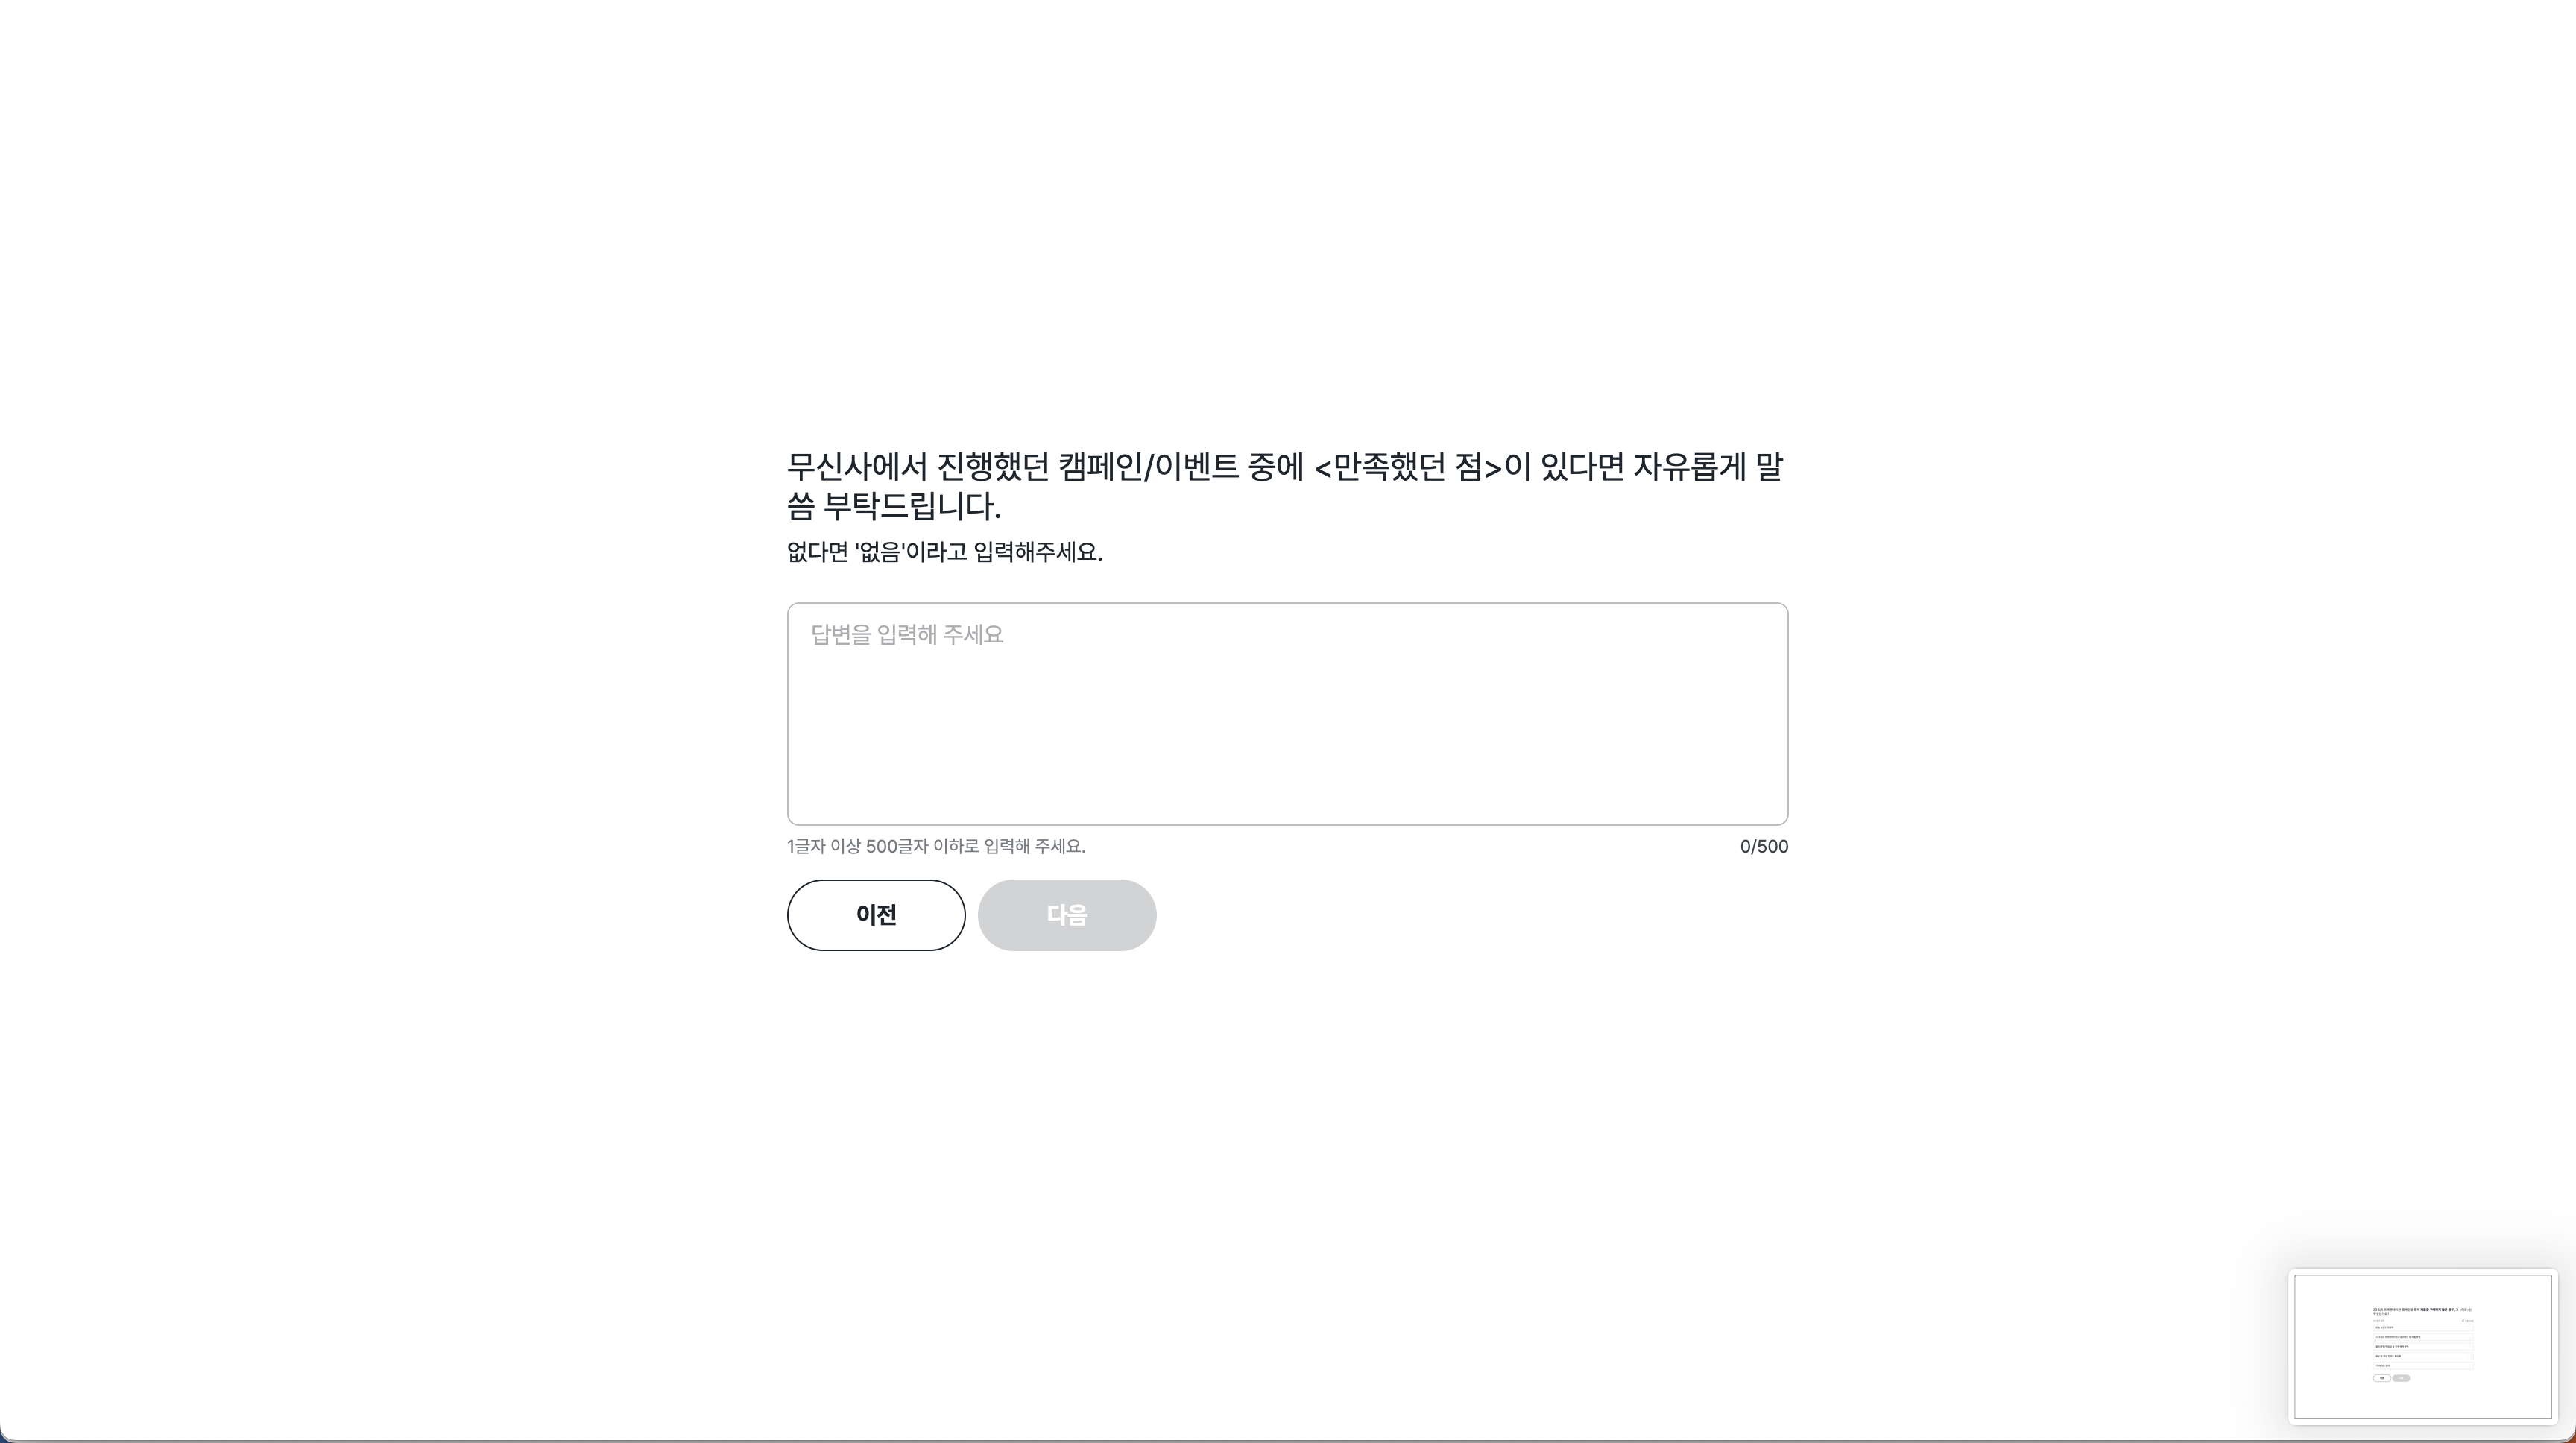 무신사에서 진행했던 캠페인/이벤트 중에 <만족했던 점>이 있다면 자유롭게 말
씀 부탁드립니다.
없다면 '없음'이라고 입력해주세요.
답변을 입력해 주세요
1글자 이상 500글자 이하로 입력해 주세요.
0/500
이전
다음